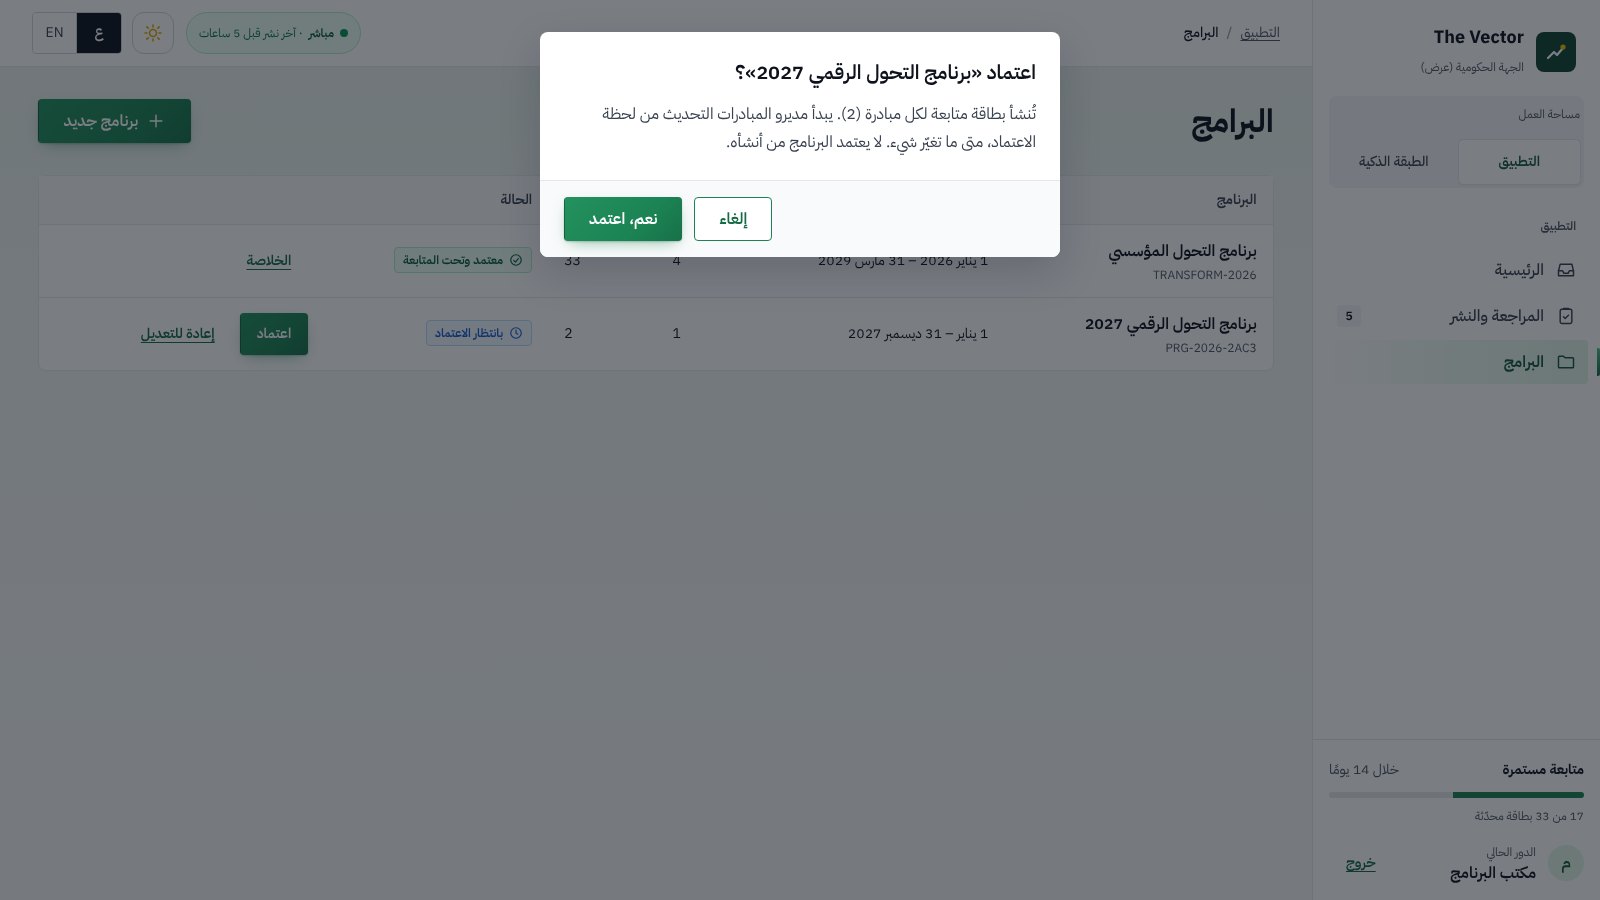 The Vector
الجهة الحكومية (عرض)
مساحة العمل
التطبيق
الطبقة الذكية
التطبيق
الرئيسية
المراجعة والنشر
5
البرامج
متابعة مستمرة
خلال 14 يومًا
17 من 33 بطاقة محدّثة
م
الدور الحالي
مكتب البرنامج
خروج
التطبيق / البرامج
مباشر · آخر نشر قبل 5 ساعات
ع
EN
البرامج
برنامج جديد
اعتماد «برنامج التحول الرقمي 2027»؟
تُنشأ بطاقة متابعة لكل مبادرة (2). يبدأ مديرو المبادرات التحديث من لحظة
الاعتماد، متى ما تغيّر شيء. لا يعتمد البرنامج من أنشأه.
إلغاء
نعم، اعتمد
البرنامج
الحالة
برنامج التحول المؤسسي
TRANSFORM-2026
1 يناير 2026 – 31 مارس 2029
4
33
معتمد وتحت المتابعة
الخلاصة
برنامج التحول الرقمي 2027
PRG-2026-2AC3
1 يناير – 31 ديسمبر 2027
1
2
بانتظار الاعتماد
اعتماد
إعادة للتعديل